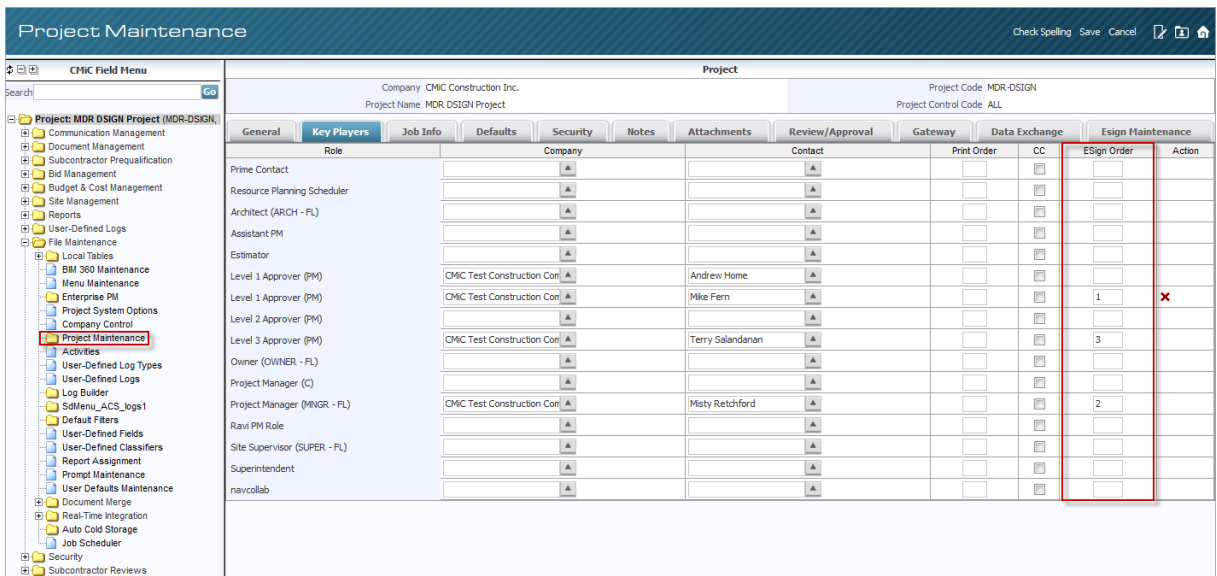 Project Maintenance
Check Spelling Save Cancel
CMiC Field Menu
Search Go
Project: MDR DSIGN Project (MDR-DSIGN,
Communication Management
Document Management
Subcontractor Prequalification
Bid Management
Budget & Cost Management
Site Management
Reports
User-Defined Logs
File Maintenance
Local Tables
BIM 360 Maintenance
Menu Maintenance
Enterprise PM
Project System Options
Company Control
Project Maintenance
Activities
User-Defined Log Types
User-Defined Logs
Log Builder
SdMenu_ACS_logs1
Default Filters
User-Defined Fields
User-Defined Classifiers
Report Assignment
Prompt Maintenance
User Defaults Maintenance
Document Merge
Real-Time Integration
Auto Cold Storage
Job Scheduler
Security
Subcontractor Reviews
Project
Company CMiC Construction Inc. Project Code MDR-DSIGN
Project Name MDR DSIGN Project Project Control Code ALL
General Key Players Job Info Defaults Security Notes Attachments Review/Approval Gateway Data Exchange Esign Maintenance
Role Company Contact Print Order CC ESign Order Action
Prime Contact
Resource Planning Scheduler
Architect (ARCH - FL)
Assistant PM
Estimator
Level 1 Approver (PM) CMiC Test Construction Com Andrew Home
Level 1 Approver (PM) CMiC Test Construction Com Mike Fern 1
Level 2 Approver (PM)
Level 3 Approver (PM) CMiC Test Construction Com Terry Salandanan 3
Owner (OWNER - FL)
Project Manager (C)
Project Manager (MNGR - FL) CMiC Test Construction Com Misty Retchford 2
Ravi PM Role
Site Supervisor (SUPER - FL)
Superintendent
navcollab